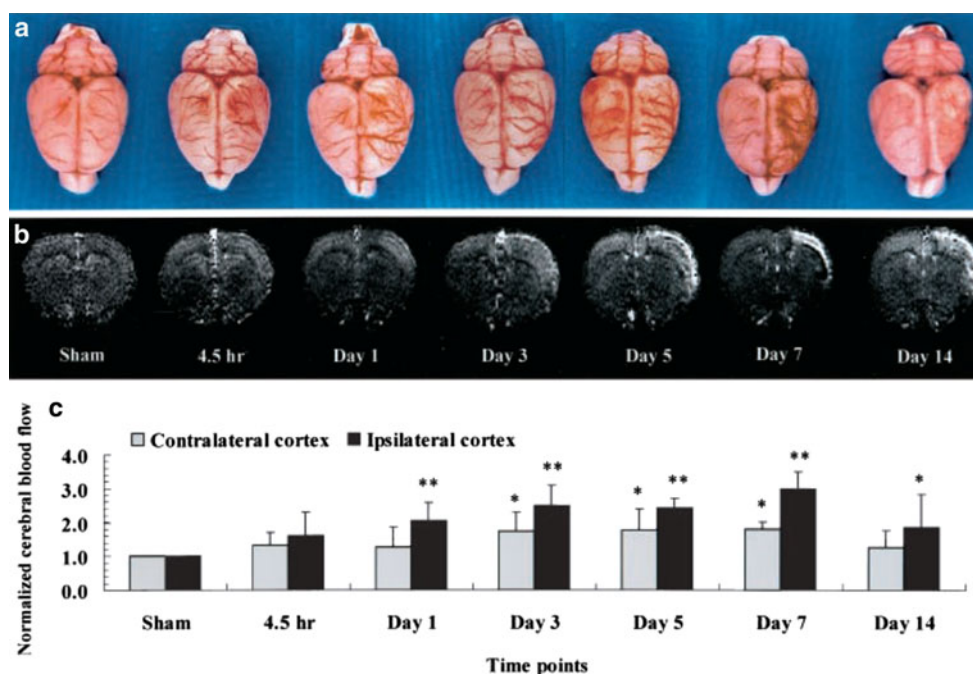 a
b
Sham 4.5 hr Day 1 Day 3 Day 5 Day 7 Day 14
c
Normalized cerebral blood flow
Contralateral cortex Ipsilateral cortex
4.0
3.0
2.0
1.0
0.0
** * ** * ** * ** *
Sham 4.5 hr Day 1 Day 3 Day 5 Day 7 Day 14
Time points